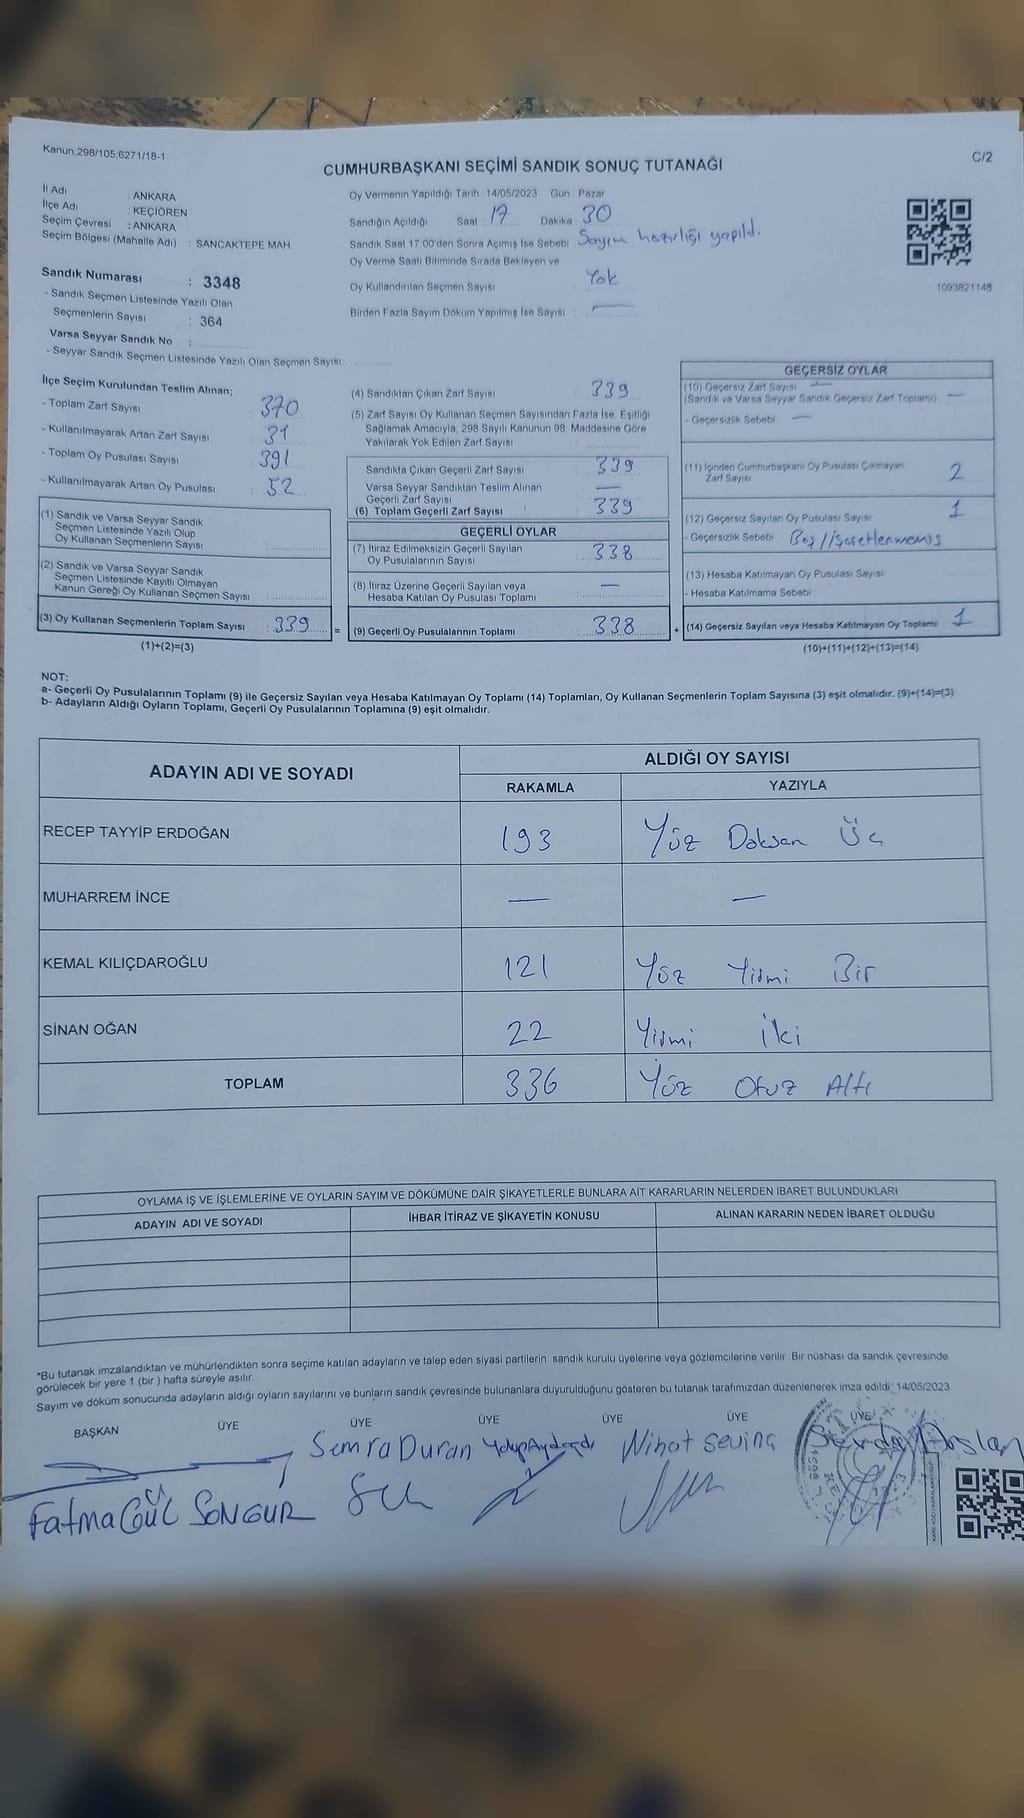 Kanun:298/105;6271/18-1
C/2
CUMHURBAŞKANI SEÇİMİ SANDIK SONUÇ TUTANAĞI
İl Adı : ANKARA
İlçe Adı : KEÇİÖREN
Seçim Çevresi : ANKARA
Seçim Bölgesi (Mahalle Adı) : SANCAKTEPE MAH.
Oy Vermenin Yapıldığı Tarih :14/05/2023 Gün : Pazar
Sandığın Açıldığı Saat : 17 Dakika 30
Sandık Saat 17:00'den Sonra Açılmış İse Sebebi Sayım hazırlığı yapıldı.
Oy Verme Saati Bitiminde Sırada Bekleyen ve
Oy Kullandırılan Seçmen Sayısı Yok
Birden Fazla Sayım Döküm Yapılmış İse Sayısı : —
1093821148
Sandık Numarası : 3348
- Sandık Seçmen Listesinde Yazılı Olan
Seçmenlerin Sayısı : 364
Varsa Seyyar Sandık No :
- Seyyar Sandık Seçmen Listesinde Yazılı Olan Seçmen Sayısı:
İlçe Seçim Kurulundan Teslim Alınan;
- Toplam Zarf Sayısı : 370
- Kullanılmayarak Artan Zarf Sayısı : 31
- Toplam Oy Pusulası Sayısı : 391
- Kullanılmayarak Artan Oy Pusulası : 52
(1) Sandık ve Varsa Seyyar Sandık
Seçmen Listesinde Yazılı Olup
Oy Kullanan Seçmenlerin Sayısı :
(2) Sandık ve Varsa Seyyar Sandık
Seçmen Listesinde Kayıtlı Olmayan
Kanun Gereği Oy Kullanan Seçmen Sayısı :
(3) Oy Kullanan Seçmenlerin Toplam Sayısı : 339
(1)+(2)=(3)
=
(4) Sandıktan Çıkan Zarf Sayısı 339
(5) Zarf Sayısı Oy Kullanan Seçmen Sayısından Fazla İse, Eşitliği
Sağlamak Amacıyla, 298 Sayılı Kanunun 98. Maddesine Göre
Yakılarak Yok Edilen Zarf Sayısı :
Sandıkta Çıkan Geçerli Zarf Sayısı : 339
Varsa Seyyar Sandıktan Teslim Alınan
Geçerli Zarf Sayısı : —
(6) Toplam Geçerli Zarf Sayısı : 339
GEÇERLİ OYLAR
(7) İtiraz Edilmeksizin Geçerli Sayılan
Oy Pusulalarının Sayısı : 338
(8) İtiraz Üzerine Geçerli Sayılan veya
Hesaba Katılan Oy Pusulası Toplamı : —
(9) Geçerli Oy Pusulalarının Toplamı : 338
+
GEÇERSİZ OYLAR
(10) Geçersiz Zarf Sayısı : —
(Sandık ve Varsa Seyyar Sandık Geçersiz Zarf Toplamı) —
- Geçersizlik Sebebi : —
(11) İçinden Cumhurbaşkanı Oy Pusulası Çıkmayan
Zarf Sayısı 2
(12) Geçersiz Sayılan Oy Pusulası Sayısı : 1
- Geçersizlik Sebebi : Boş/İşaretlenmemiş
(13) Hesaba Katılmayan Oy Pusulası Sayısı :
- Hesaba Katılmama Sebebi :
(14) Geçersiz Sayılan veya Hesaba Katılmayan Oy Toplamı : 1
(10)+(11)+(12)+(13)=(14)
NOT:
a- Geçerli Oy Pusulalarının Toplamı (9) ile Geçersiz Sayılan veya Hesaba Katılmayan Oy Toplamı (14) Toplamları, Oy Kullanan Seçmenlerin Toplam Sayısına (3) eşit olmalıdır. (9)+(14)=(3)
b- Adayların Aldığı Oyların Toplamı, Geçerli Oy Pusulalarının Toplamına (9) eşit olmalıdır.
ADAYIN ADI VE SOYADI
ALDIĞI OY SAYISI
RAKAMLA YAZIYLA
RECEP TAYYİP ERDOĞAN 193 Yüz Doksan Üç
MUHARREM İNCE — —
KEMAL KILIÇDAROĞLU 121 Yüz Yirmi Bir
SİNAN OĞAN 22 Yirmi İki
TOPLAM 336 Yüz Otuz Altı
OYLAMA İŞ VE İŞLEMLERİNE VE OYLARIN SAYIM VE DÖKÜMÜNE DAİR ŞİKAYETLERLE BUNLARA AİT KARARLARIN NELERDEN İBARET BULUNDUKLARI
ADAYIN ADI VE SOYADI İHBAR İTİRAZ VE ŞİKAYETİN KONUSU ALINAN KARARIN NEDEN İBARET OLDUĞU
*Bu tutanak imzalandıktan ve mühürlendikten sonra seçime katılan adayların ve talep eden siyasi partilerin sandık kurulu üyelerine veya gözlemcilerine verilir. Bir nüshası da sandık çevresinde
görülecek bir yere 1 (bir) hafta süreyle asılır.
Sayım ve döküm sonucunda adayların aldığı oyların sayılarını ve bunların sandık çevresinde bulunanlara duyurulduğunu gösteren bu tutanak tarafımızdan düzenlenerek imza edildi. 14/05/2023
BAŞKAN ÜYE ÜYE ÜYE ÜYE ÜYE ÜYE
Semra Duran Nihat Sevinç Serdar Arslan
Fatma Gül SONGUR